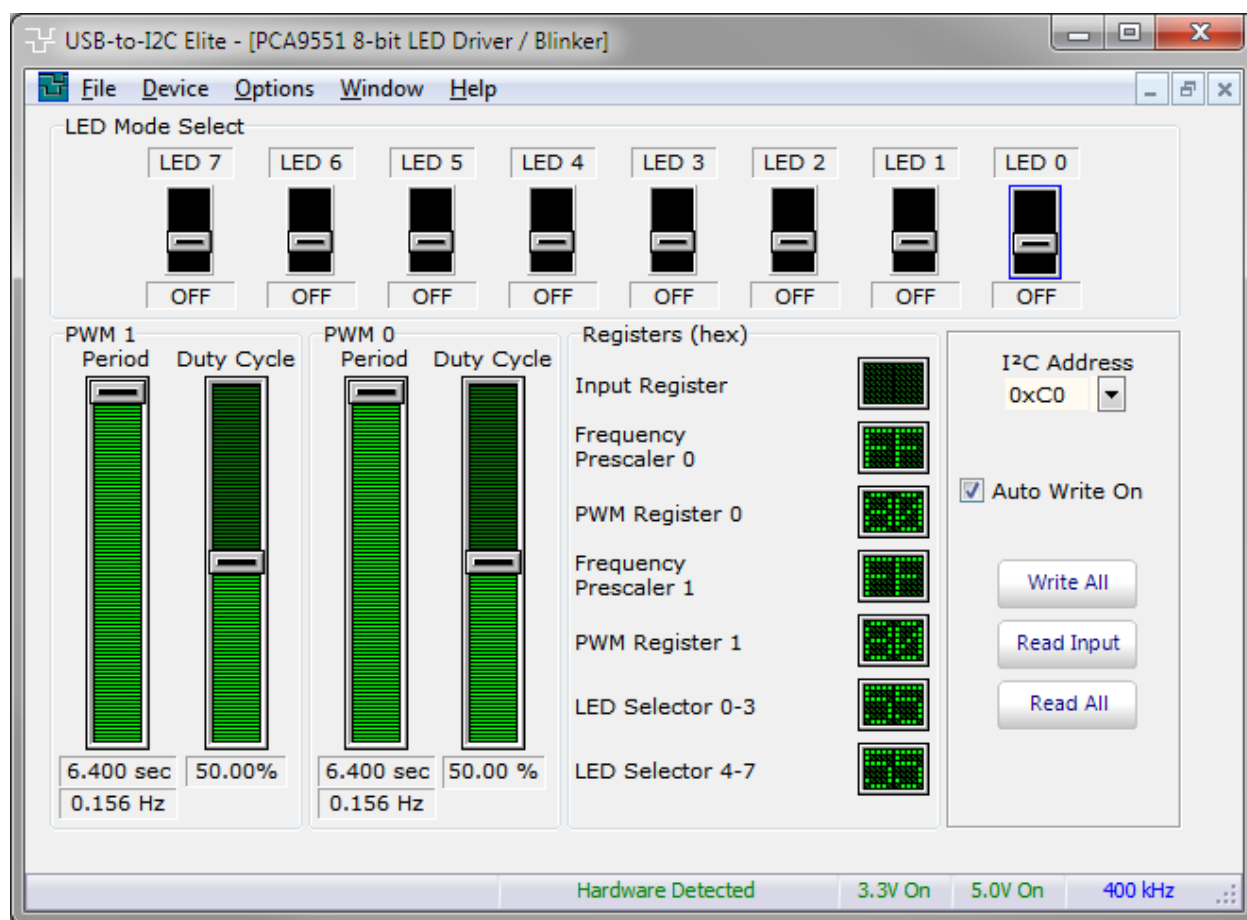 USB-to-I2C Elite - [PCA9551 8-bit LED Driver / Blinker]
File Device Options Window Help
LED Mode Select
LED 7 LED 6 LED 5 LED 4 LED 3 LED 2 LED 1 LED 0
OFF OFF OFF OFF OFF OFF OFF OFF
PWM 1
Period Duty Cycle
6.400 sec 50.00%
0.156 Hz
PWM 0
Period Duty Cycle
6.400 sec 50.00 %
0.156 Hz
Registers (hex)
Input Register
Frequency
Prescaler 0 FF
PWM Register 0 80
Frequency
Prescaler 1 FF
PWM Register 1 80
LED Selector 0-3 55
LED Selector 4-7 55
I²C Address
0xC0
Auto Write On
Write All
Read Input
Read All
Hardware Detected 3.3V On 5.0V On 400 kHz